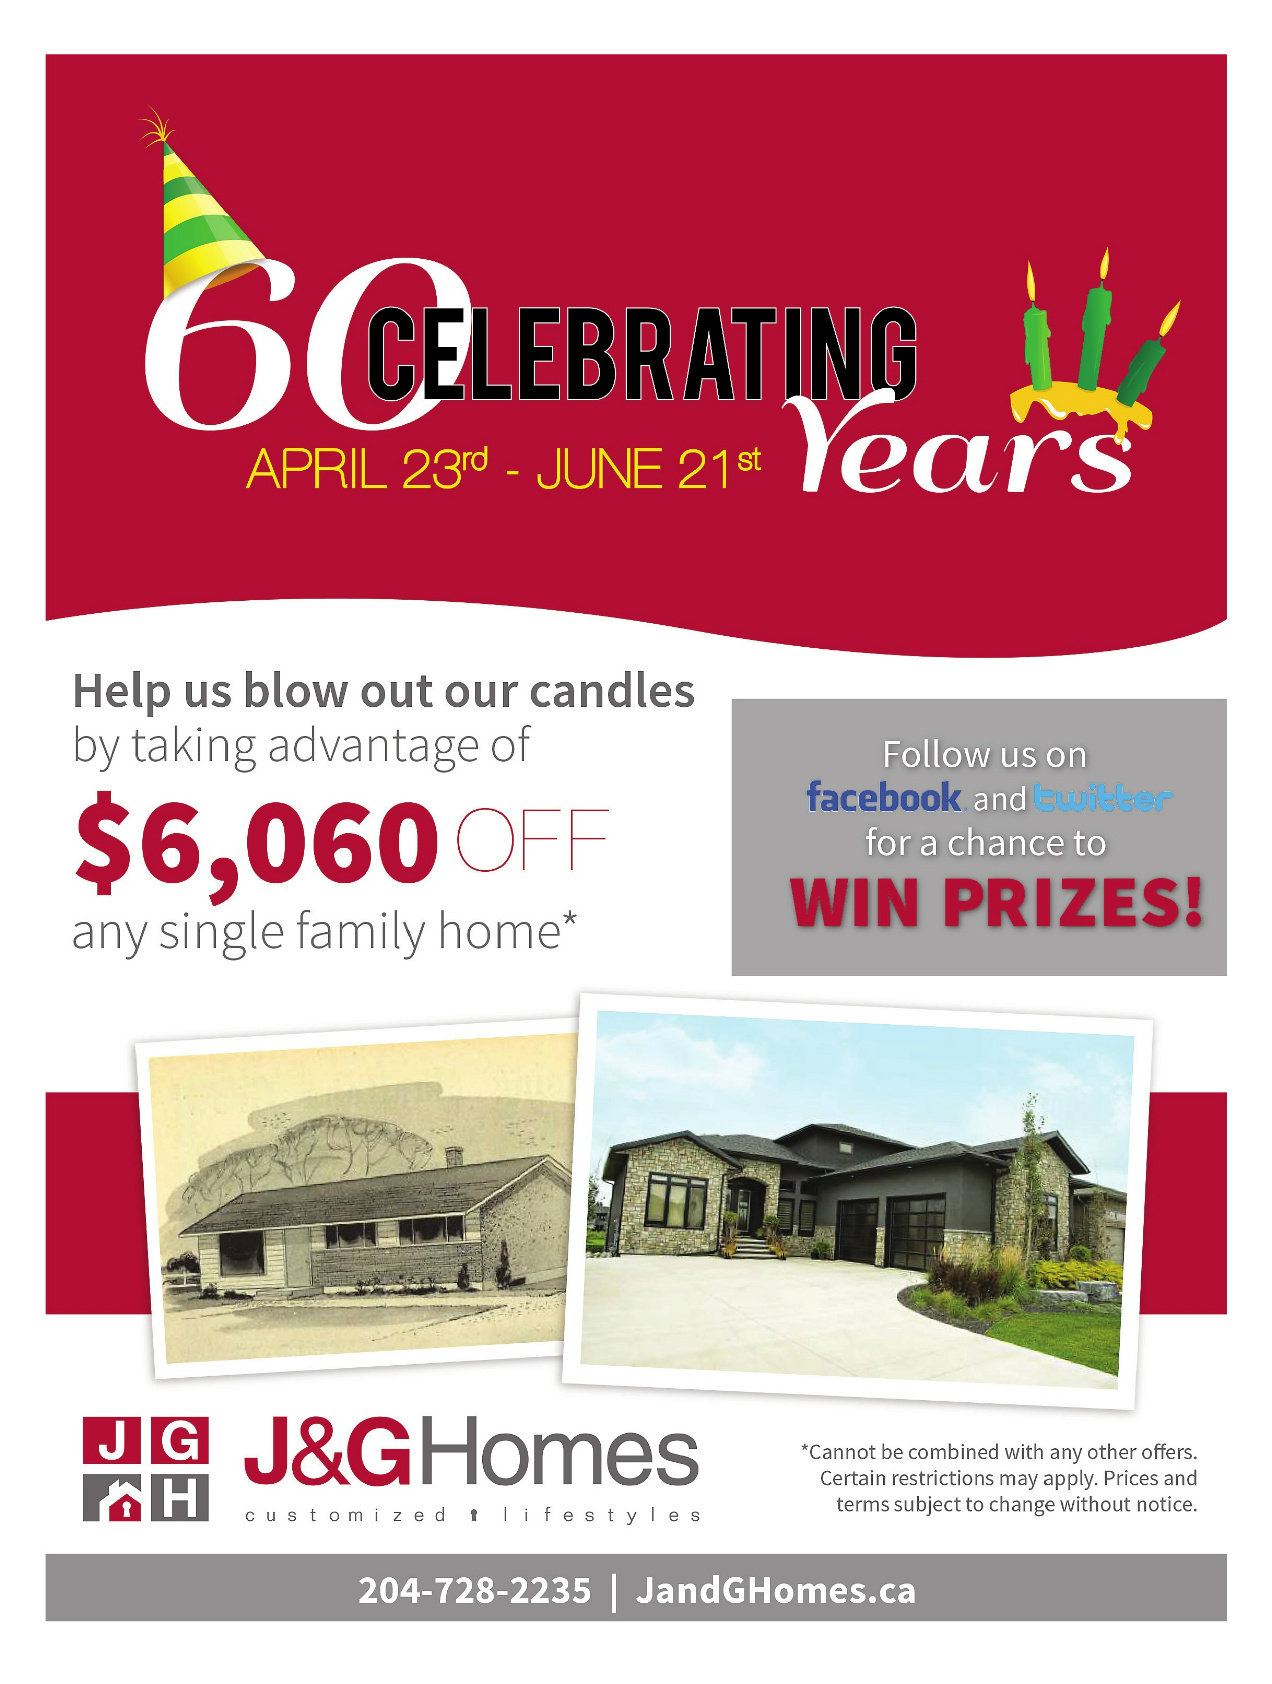 60 CELEBRATING
Years
APRIL 23rd - JUNE 21st
Help us blow out our candles
by taking advantage of
$6,060 OFF
any single family home*
Follow us on
facebook and twitter
for a chance to
WIN PRIZES!
J G
H
J&G Homes
customized lifestyles
*Cannot be combined with any other offers.
Certain restrictions may apply. Prices and
terms subject to change without notice.
204-728-2235 | JandGHomes.ca